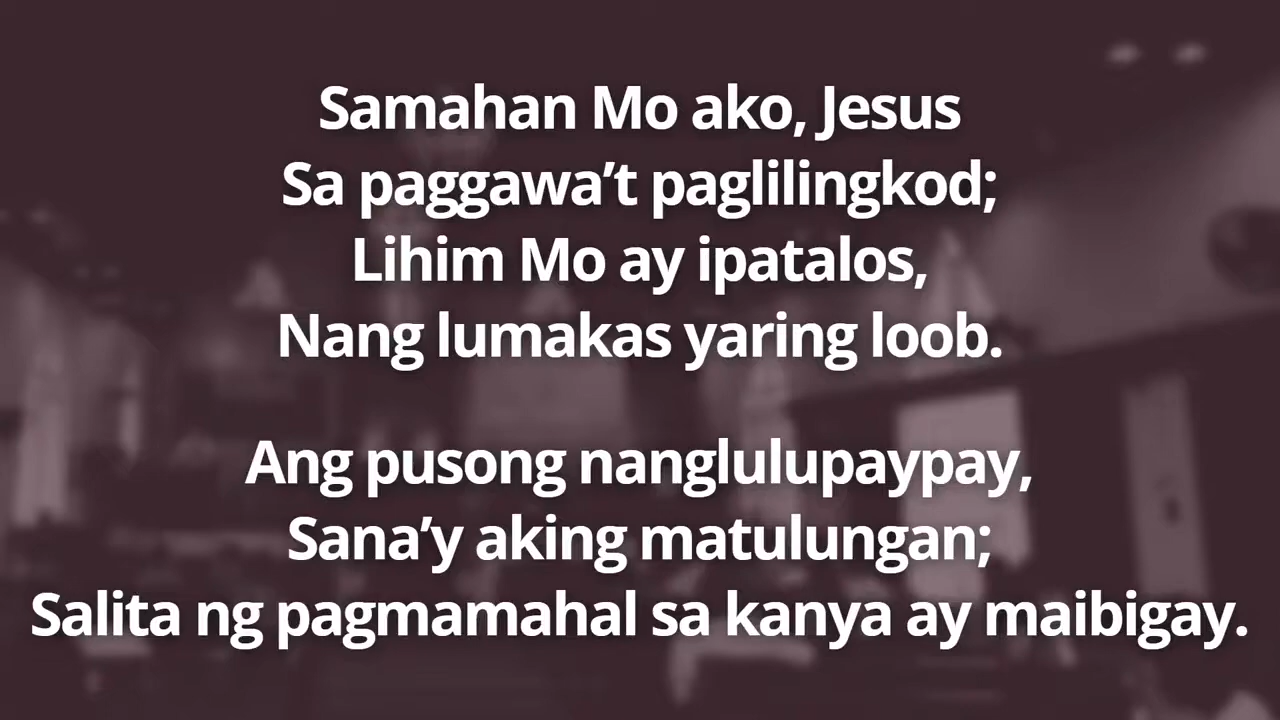 Samahan Mo ako, Jesus
Sa paggawa’t paglilingkod;
Lihim Mo ay ipatalos,
Nang lumakas yaring loob.
Ang pusong nanglulupaypay,
Sana’y aking matulungan;
Salita ng pagmamahal sa kanya ay maibigay.